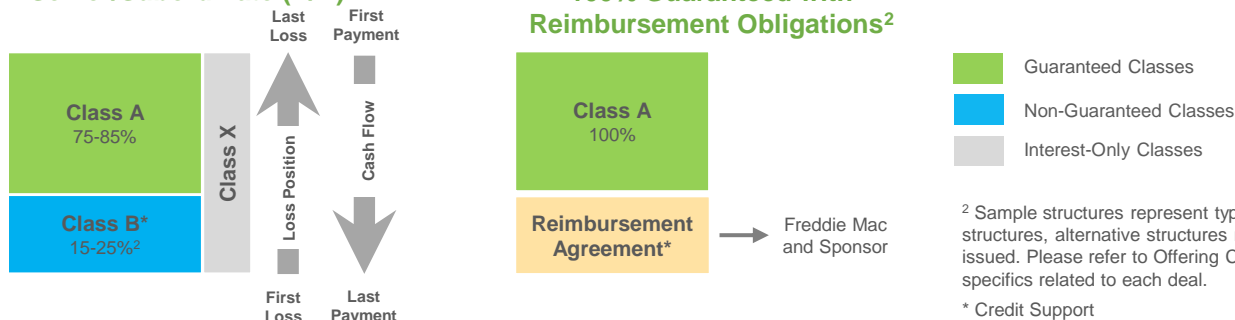 Last
Loss
First
Payment
Class A
75-85%
Class B*
15-25%2
Class X
Loss Position
Cash Flow
First
Loss
Last
Payment
Reimbursement Obligations2
Class A
100%
Reimbursement
Agreement*
Freddie Mac
and Sponsor
Guaranteed Classes
Non-Guaranteed Classes
Interest-Only Classes
2 Sample structures represent
structures, alternative structures
issued. Please refer to Offering
specifics related to each deal.
* Credit Support